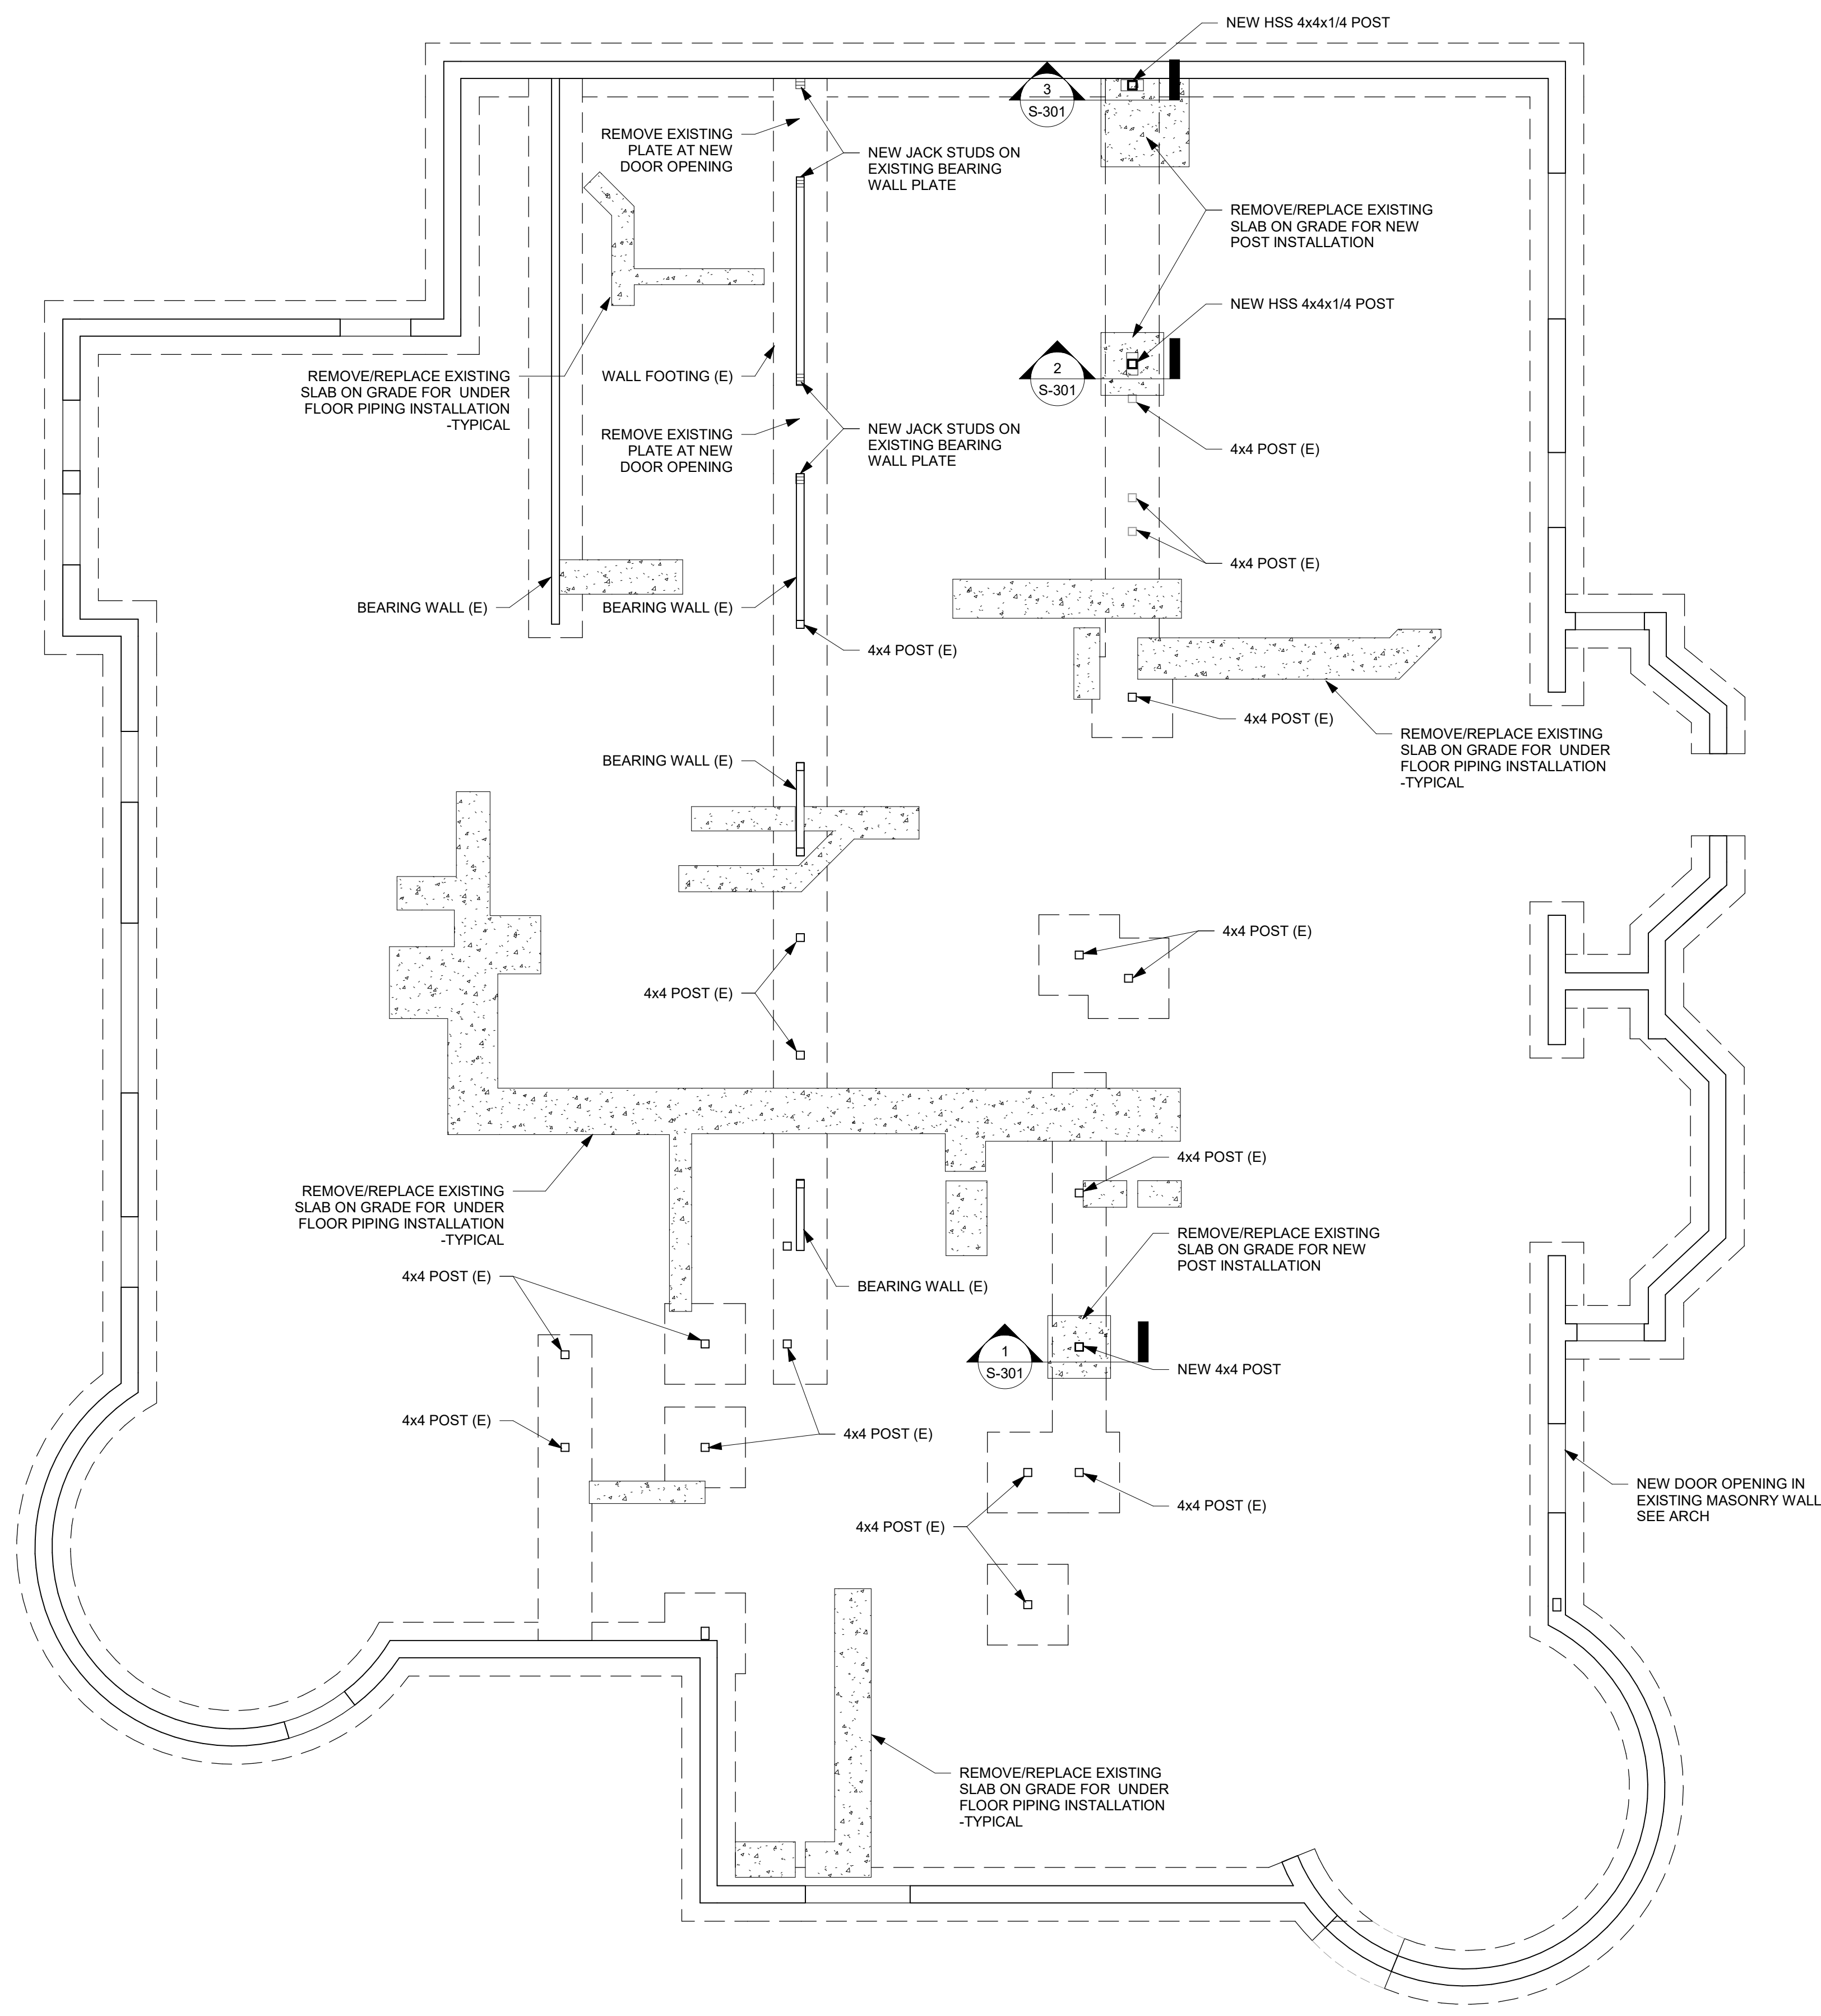 NEW HSS 4x4x1/4 POST
3
S-301
REMOVE EXISTING
PLATE AT NEW
DOOR OPENING
NEW JACK STUDS ON
EXISTING BEARING
WALL PLATE
REMOVE/REPLACE EXISTING
SLAB ON GRADE FOR NEW
POST INSTALLATION
NEW HSS 4x4x1/4 POST
2
S-301
REMOVE/REPLACE EXISTING
SLAB ON GRADE FOR UNDER
FLOOR PIPING INSTALLATION
-TYPICAL
WALL FOOTING (E)
REMOVE EXISTING
PLATE AT NEW
DOOR OPENING
NEW JACK STUDS ON
EXISTING BEARING
WALL PLATE
4x4 POST (E)
4x4 POST (E)
BEARING WALL (E)
BEARING WALL (E)
4x4 POST (E)
4x4 POST (E)
REMOVE/REPLACE EXISTING
SLAB ON GRADE FOR UNDER
FLOOR PIPING INSTALLATION
-TYPICAL
BEARING WALL (E)
4x4 POST (E)
4x4 POST (E)
4x4 POST (E)
REMOVE/REPLACE EXISTING
SLAB ON GRADE FOR UNDER
FLOOR PIPING INSTALLATION
-TYPICAL
REMOVE/REPLACE EXISTING
SLAB ON GRADE FOR NEW
POST INSTALLATION
4x4 POST (E)
BEARING WALL (E)
1
S-301
NEW 4x4 POST
4x4 POST (E)
4x4 POST (E)
4x4 POST (E)
4x4 POST (E)
NEW DOOR OPENING IN
EXISTING MASONRY WALL
SEE ARCH
REMOVE/REPLACE EXISTING
SLAB ON GRADE FOR UNDER
FLOOR PIPING INSTALLATION
-TYPICAL